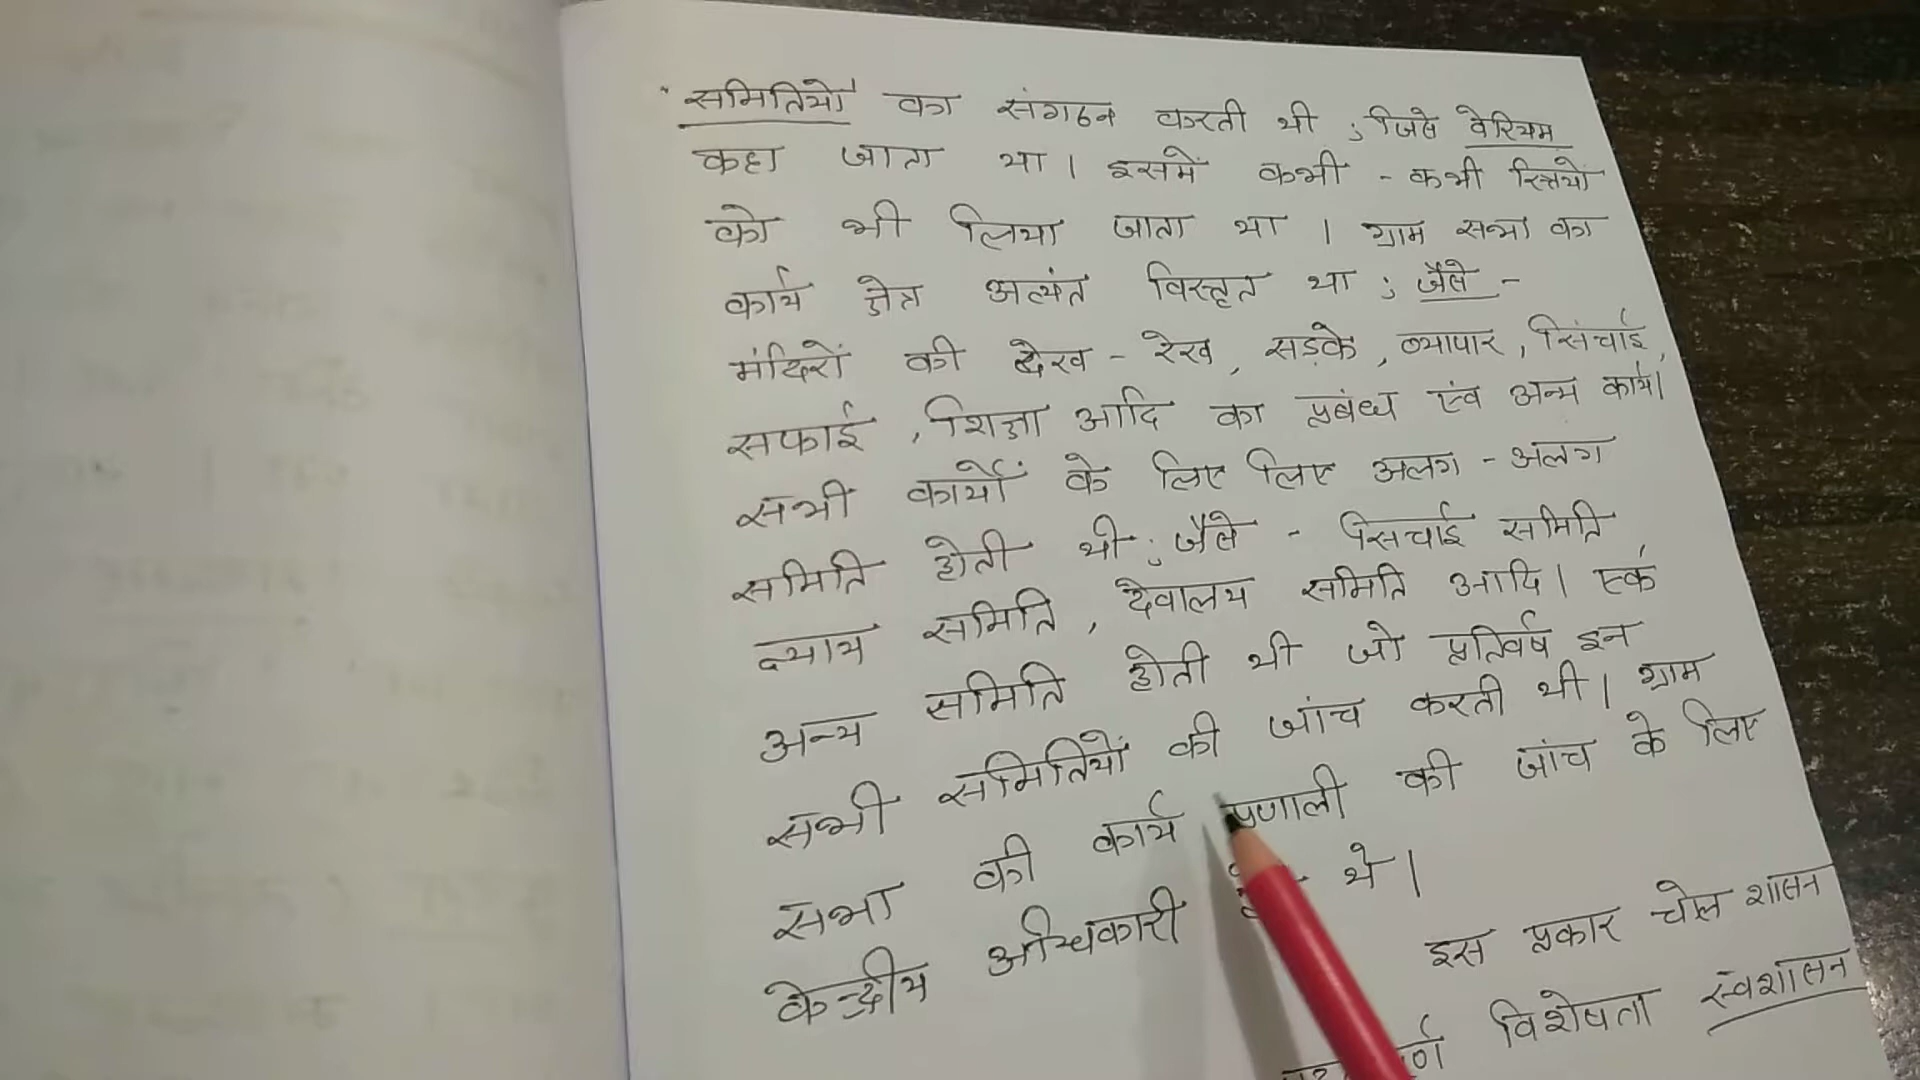 "समितियों" का संगठन करती थी ; जिसे वेरियम
कहा जाता था। इसमें कभी - कभी स्त्रियों
को भी लिया जाता था । ग्राम सभा का
कार्य क्षेत्र अत्यंत विस्तृत था ; जैसे -
मंदिरों की देख - रेख, सड़के, व्यापार, सिंचाई,
सफाई, शिक्षा आदि का प्रबंध एंव अन्य कार्य।
सभी कार्यों के लिए लिए अलग - अलग
समिति होती थी ; जैसे - सिचाई समिति
न्याय समिति, देवालय समिति आदि। एक
अन्य समिति होती थी जो प्रतिवर्ष इन
सभी समितियों की जांच करती थी। ग्राम
सभा की कार्य प्रणाली की जांच के लिए
केन्द्रीय अधिकारी थे।
इस प्रकार चोल शासन
विशेषता स्वशासन